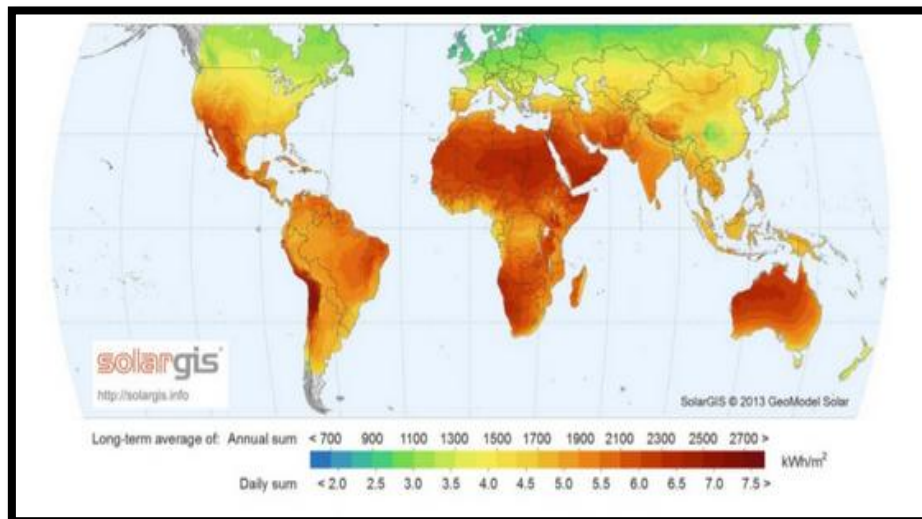 solargis
http://solargis.info
SolarGIS © 2013 GeoModel Solar
Long-term average of: Annual sum < 700 900 1100 1300 1500 1700 1900 2100 2300 2500 2700 >
kWh/m²
Daily sum < 2.0 2.5 3.0 3.5 4.0 4.5 5.0 5.5 6.0 6.5 7.0 7.5 >